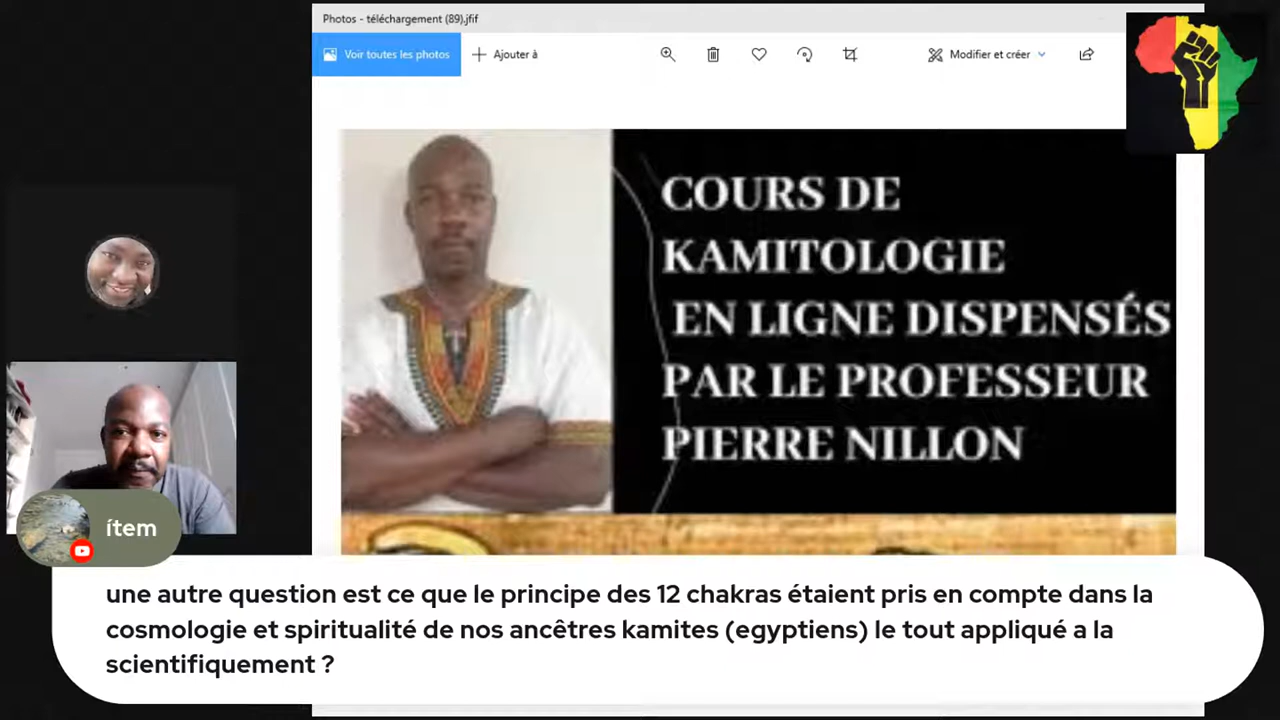 Photos - téléchargement (89).jfif
Voir toutes les photos
Ajouter à
Modifier et créer
COURS DE
KAMITOLOGIE
EN LIGNE DISPENSÉS
PAR LE PROFESSEUR
PIERRE NILLON
ítem
une autre question est ce que le principe des 12 chakras étaient pris en compte dans la
cosmologie et spiritualité de nos ancêtres kamites (egyptiens) le tout appliqué a la
scientifiquement ?